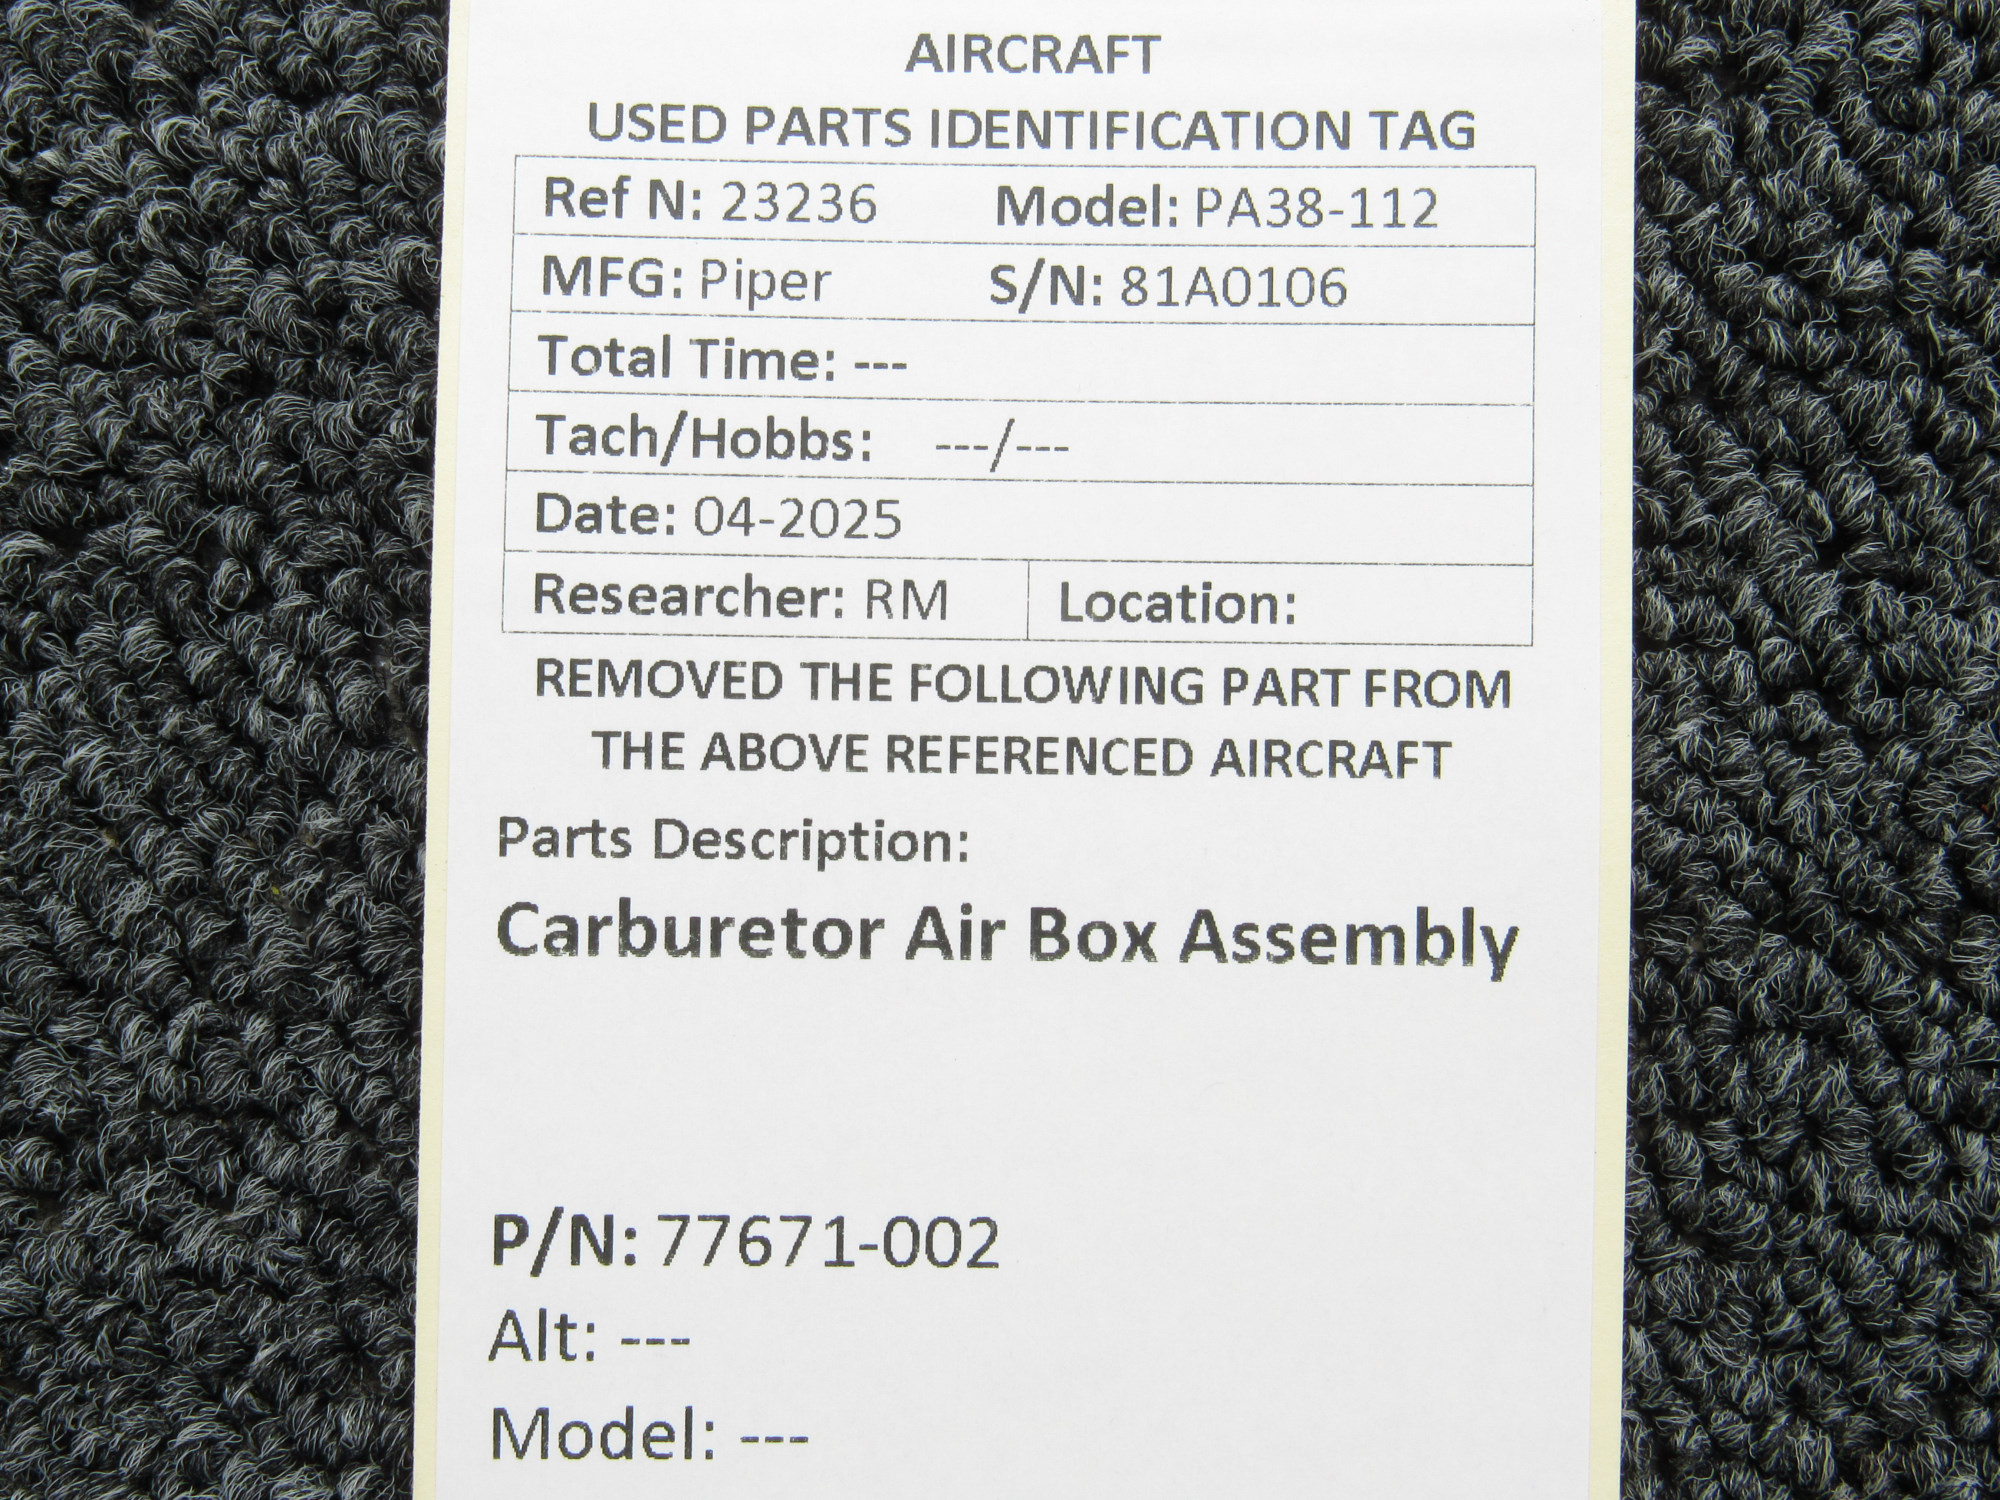 AIRCRAFT
USED PARTS IDENTIFICATION TAG
Ref N: 23236 Model: PA38-112
MFG: Piper S/N: 81A0106
Total Time: ---
Tach/Hobbs: ---/---
Date: 04-2025
Researcher: RM Location:
REMOVED THE FOLLOWING PART FROM
THE ABOVE REFERENCED AIRCRAFT
Parts Description:
Carburetor Air Box Assembly
P/N: 77671-002
Alt: ---
Model: ---